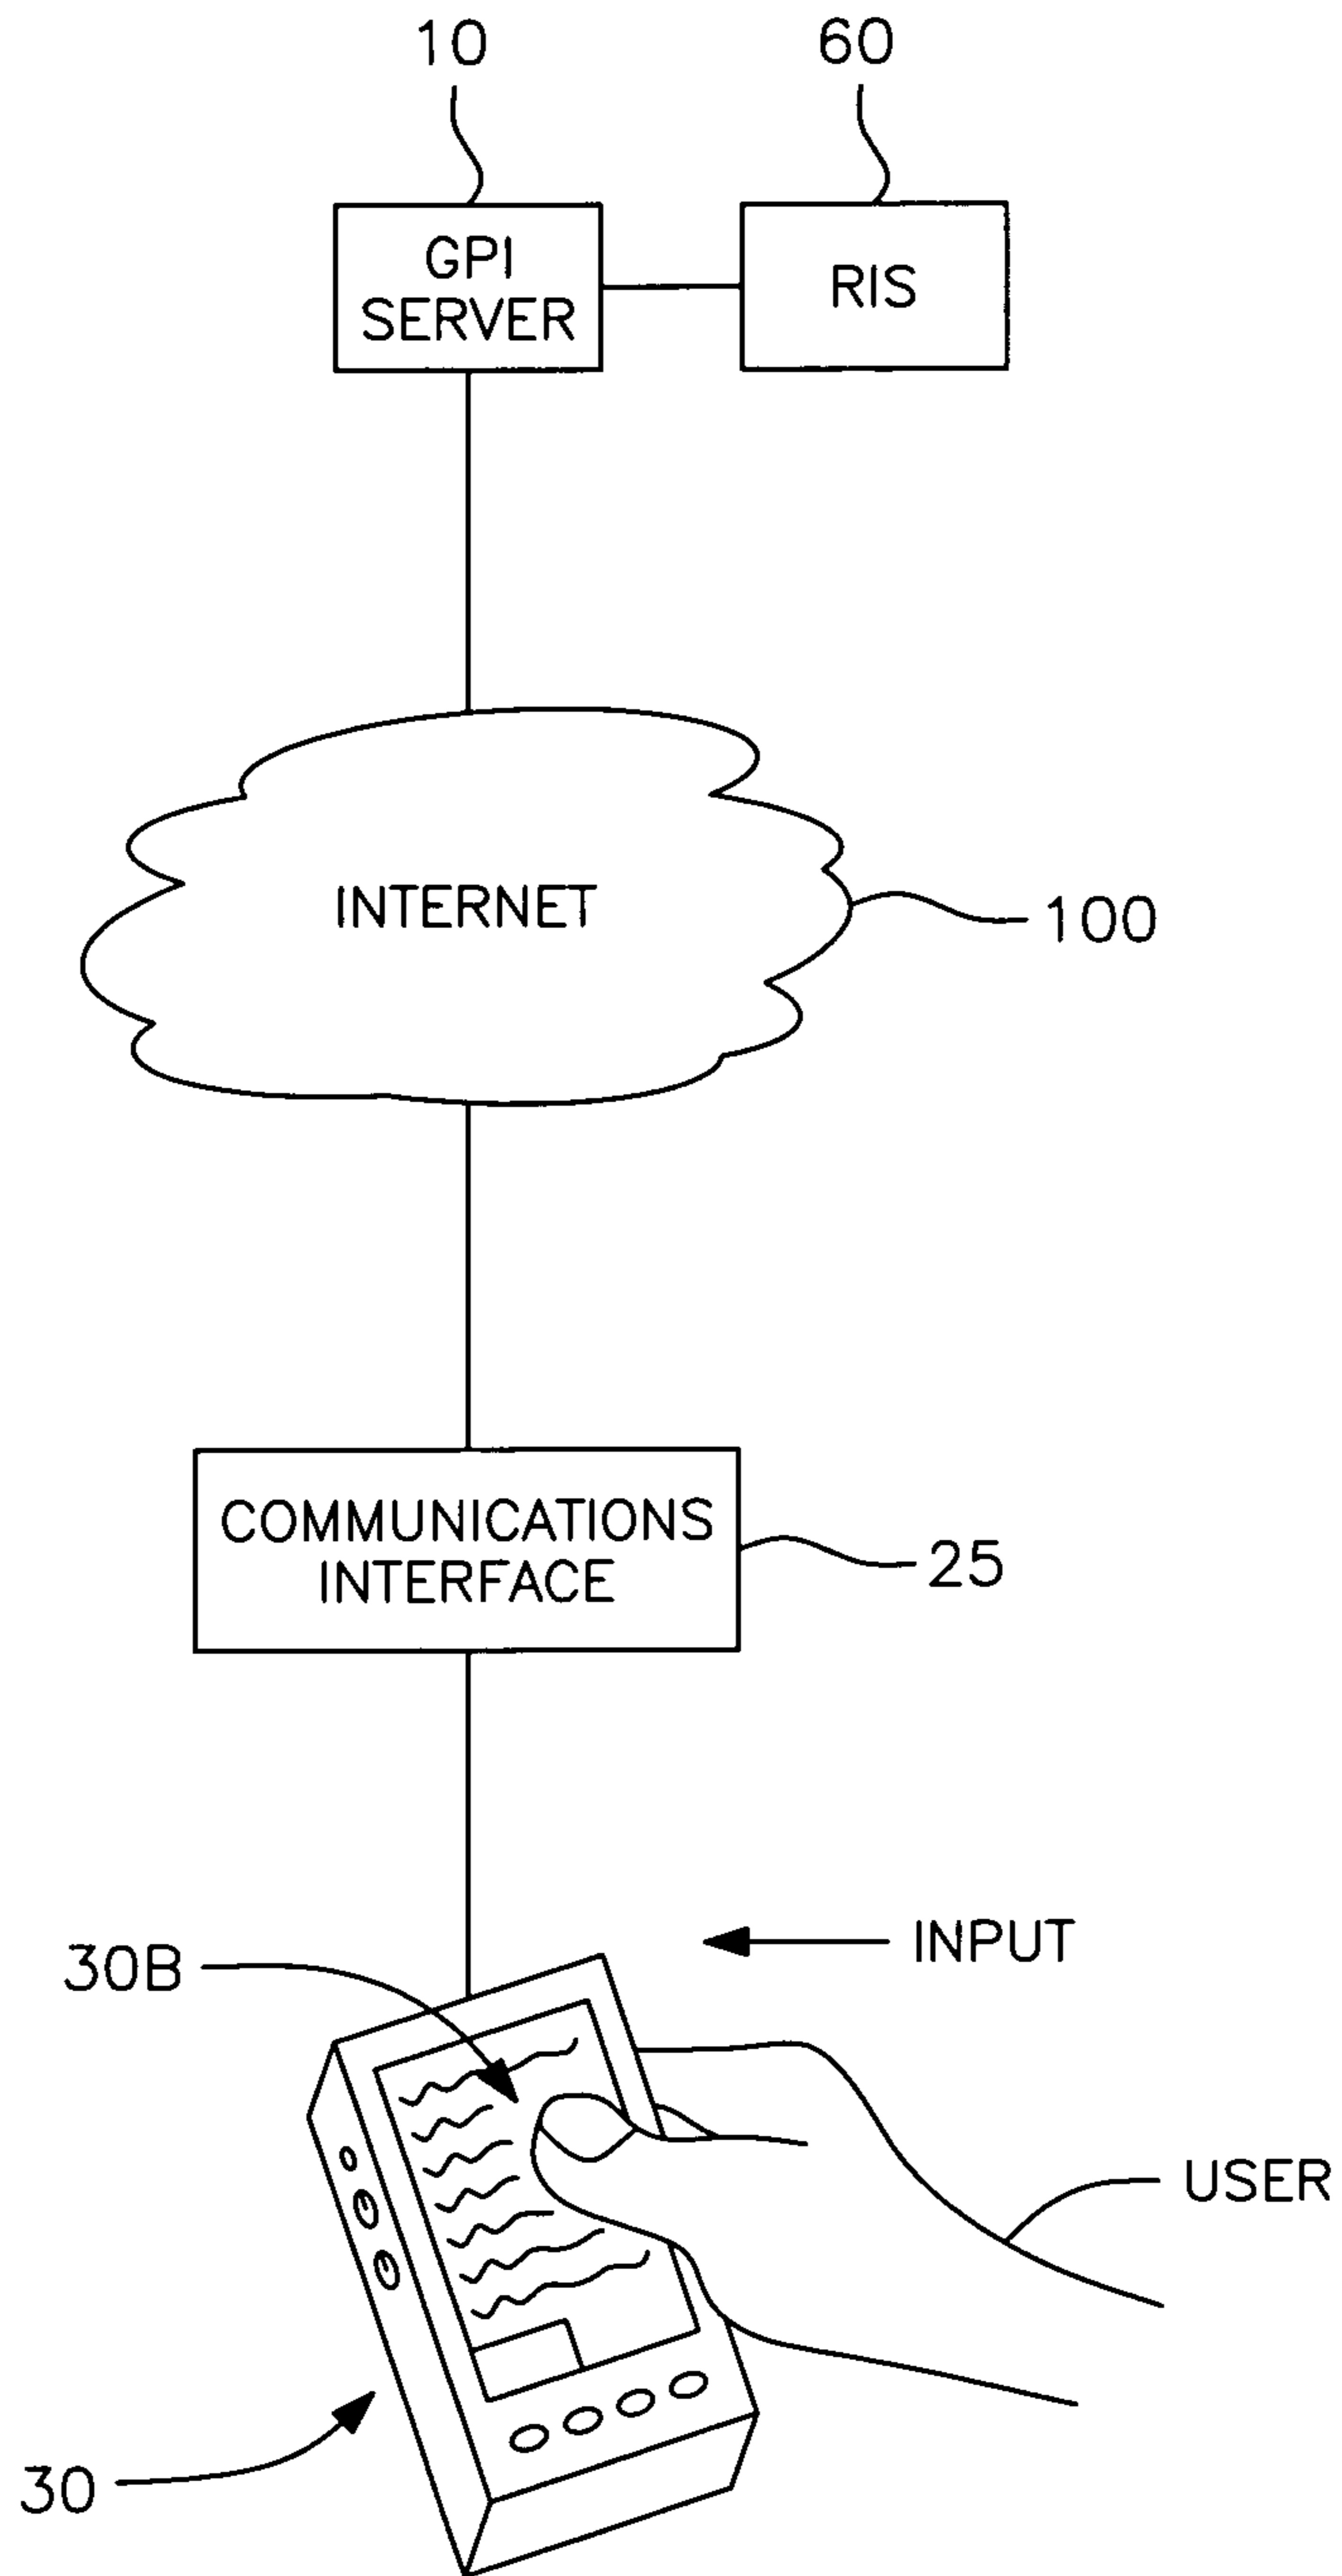 10
60
GPI
SERVER
RIS
INTERNET
100
COMMUNICATIONS
INTERFACE
25
INPUT
30B
USER
30